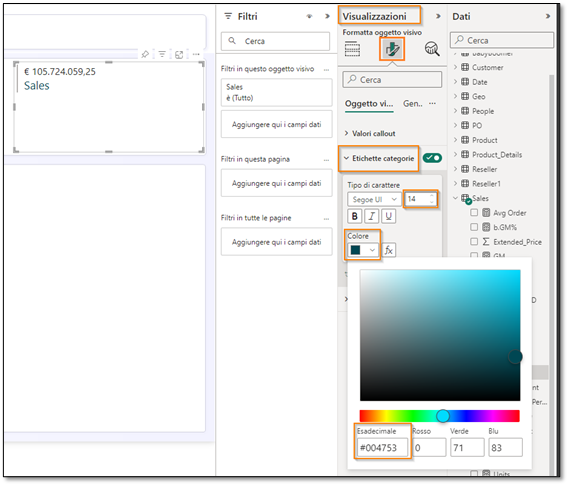 € 105.724.059,25
Sales
Filtri
Cerca
Filtri in questo oggetto visivo
Sales
è (Tutto)
Aggiungere qui i campi dati
Filtri in questa pagina
Aggiungere qui i campi dati
Filtri in tutte le pagine
Aggiungere qui i campi dati
Visualizzazioni
Formatta oggetto visivo
Cerca
Oggetto vi...
Gen...
Valori callout
Etichette categorie
Tipo di carattere
Segoe UI
14
B
I
U
Colore
fx
Esadecimale
Rosso
Verde
Blu
#004753
0
71
83
Dati
Cerca
Customer
Date
Geo
People
PO
Product
Product_Details
Reseller
Reseller1
Sales
Avg Order
b.GM%
Extended_Price
GM
D
nt
Per...
Units